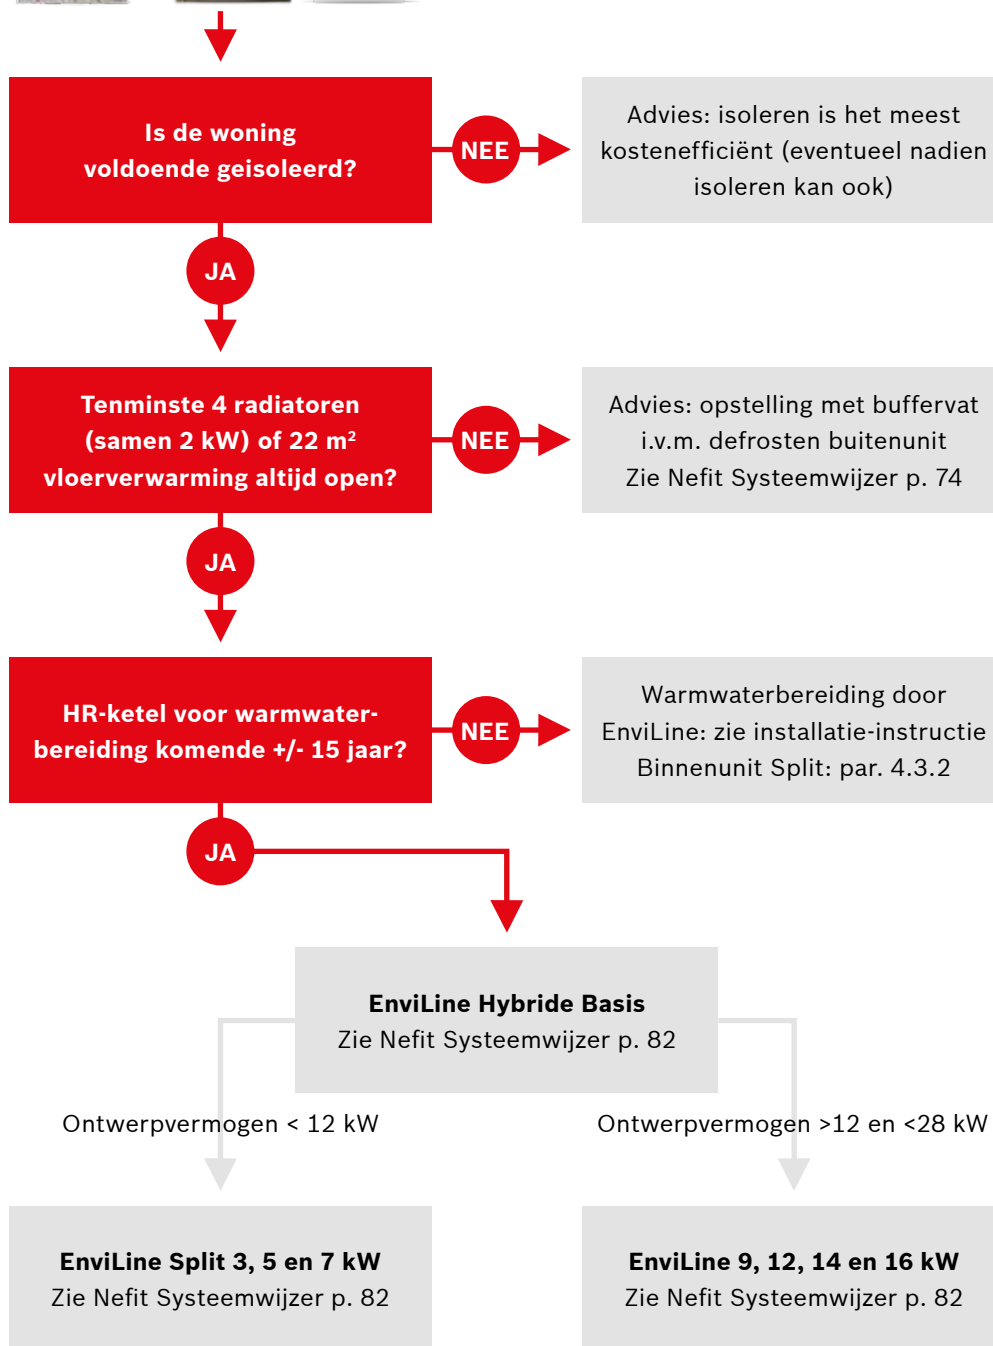 Is de woning
voldoende geisoleerd?
NEE
Advies: isoleren is het meest
kostenefficiënt (eventueel nadien
isoleren kan ook)
JA
Tenminste 4 radiatoren
(samen 2 kW) of 22 m²
vloerverwarming altijd open?
NEE
Advies: opstelling met buffervat
i.v.m. defrosten buitenunit
Zie Nefit Systeemwijzer p. 74
JA
HR-ketel voor warmwater-
bereiding komende +/- 15 jaar?
NEE
Warmwaterbereiding door
EnviLine: zie installatie-instructie
Binnenunit Split: par. 4.3.2
JA
EnviLine Hybride Basis
Zie Nefit Systeemwijzer p. 82
Ontwerpvermogen < 12 kW
Ontwerpvermogen >12 en <28 kW
EnviLine Split 3, 5 en 7 kW
Zie Nefit Systeemwijzer p. 82
EnviLine 9, 12, 14 en 16 kW
Zie Nefit Systeemwijzer p. 82